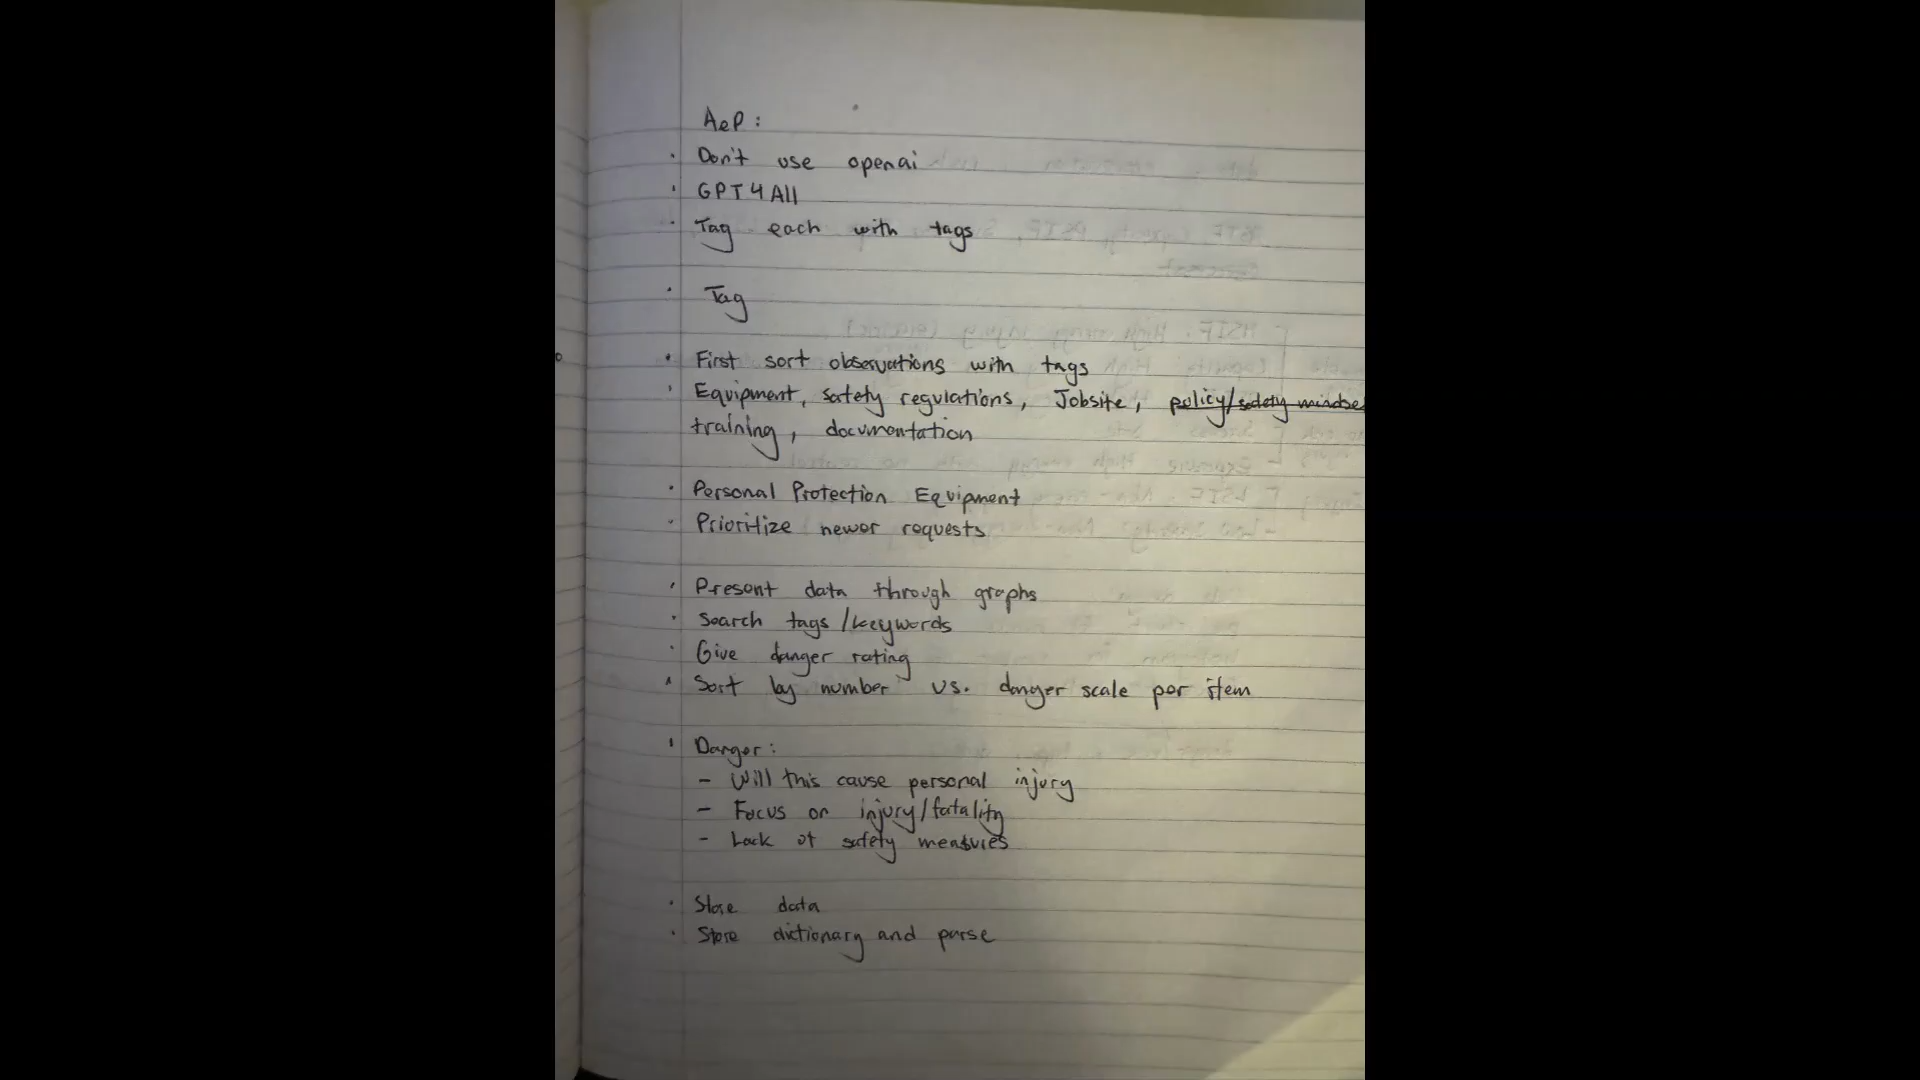 AeP:
· Don't use openai
· GPT4All
· Tag each with tags
· Tag
· First sort observations with tags
· Equipment, safety regulations, Jobsite, policy/safety mindse
training, documentation
· Personal Protection Equipment
· Prioritize newer requests
· Present data through graphs
· Search tags/keywords
· Give danger rating
· Sort by number vs. danger scale per item
· Danger:
- Will this cause personal injury
- Focus on injury/fatality
- Lack of safety measures
· Store data
· Store dictionary and parse